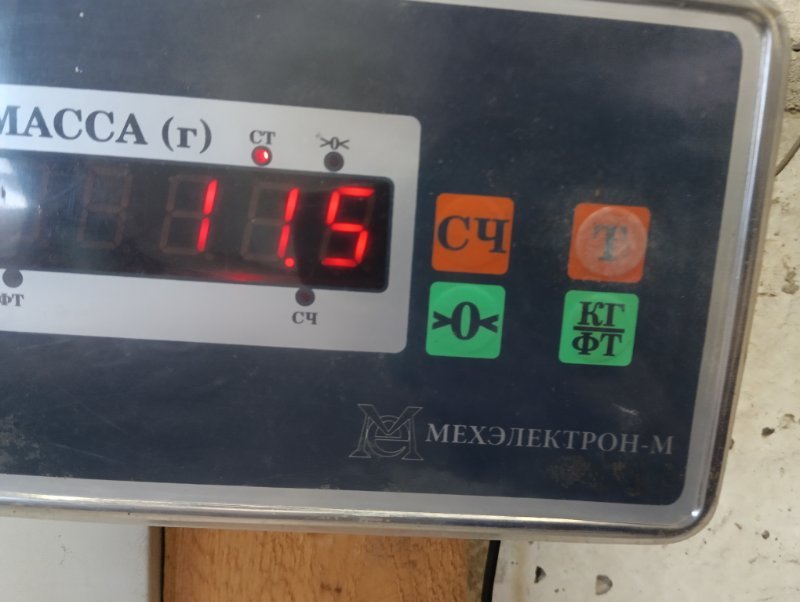 МАССА (г)
СТ
>0<
11.5
ФТ
СЧ
СЧ
Т
>0<
КГ
ФТ
МЕХЭЛЕКТРОН-М